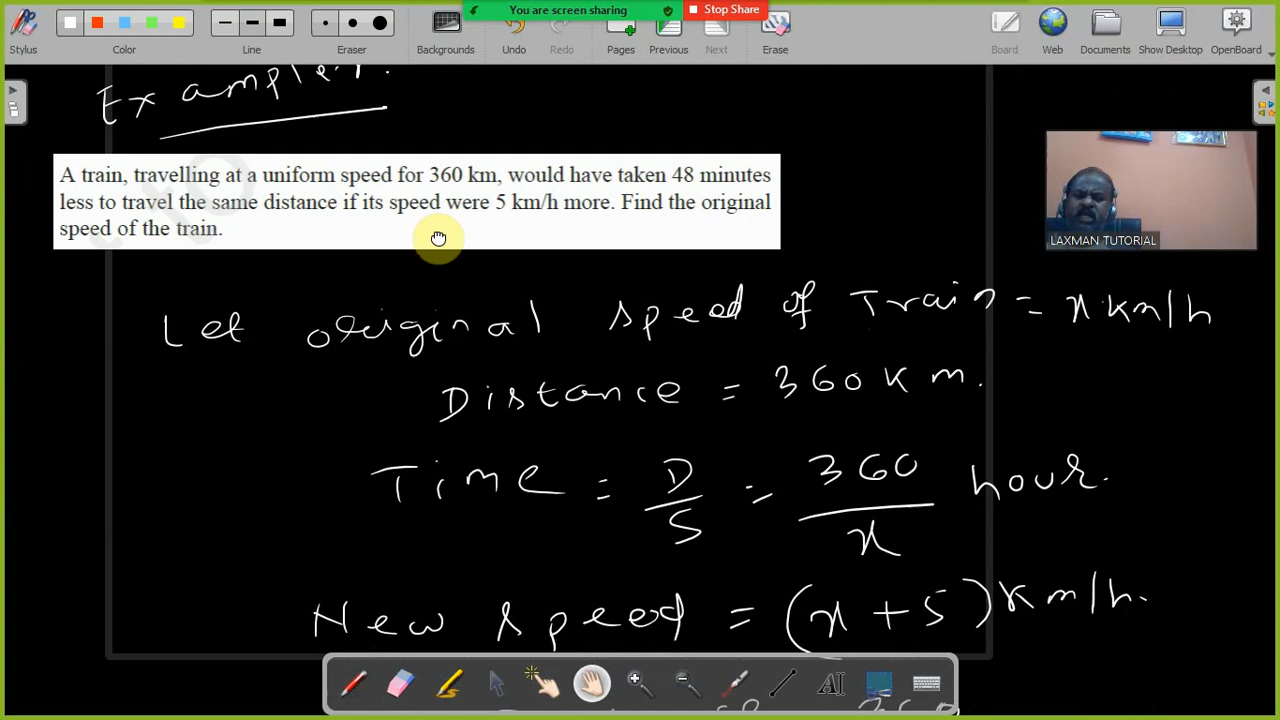 Stylus Color Line Eraser Backgrounds Undo Redo Pages Previous Next Erase Board Web Documents Show Desktop OpenBoard
You are screen sharing Stop Share
Example.1.
A train, travelling at a uniform speed for 360 km, would have taken 48 minutes
less to travel the same distance if its speed were 5 km/h more. Find the original
speed of the train.
LAXMAN TUTORIAL
Let original speed of Train = x km/h
Distance = 360 Km.
Time = D/S = 360/x hour.
New speed = (x + 5) Km/h.